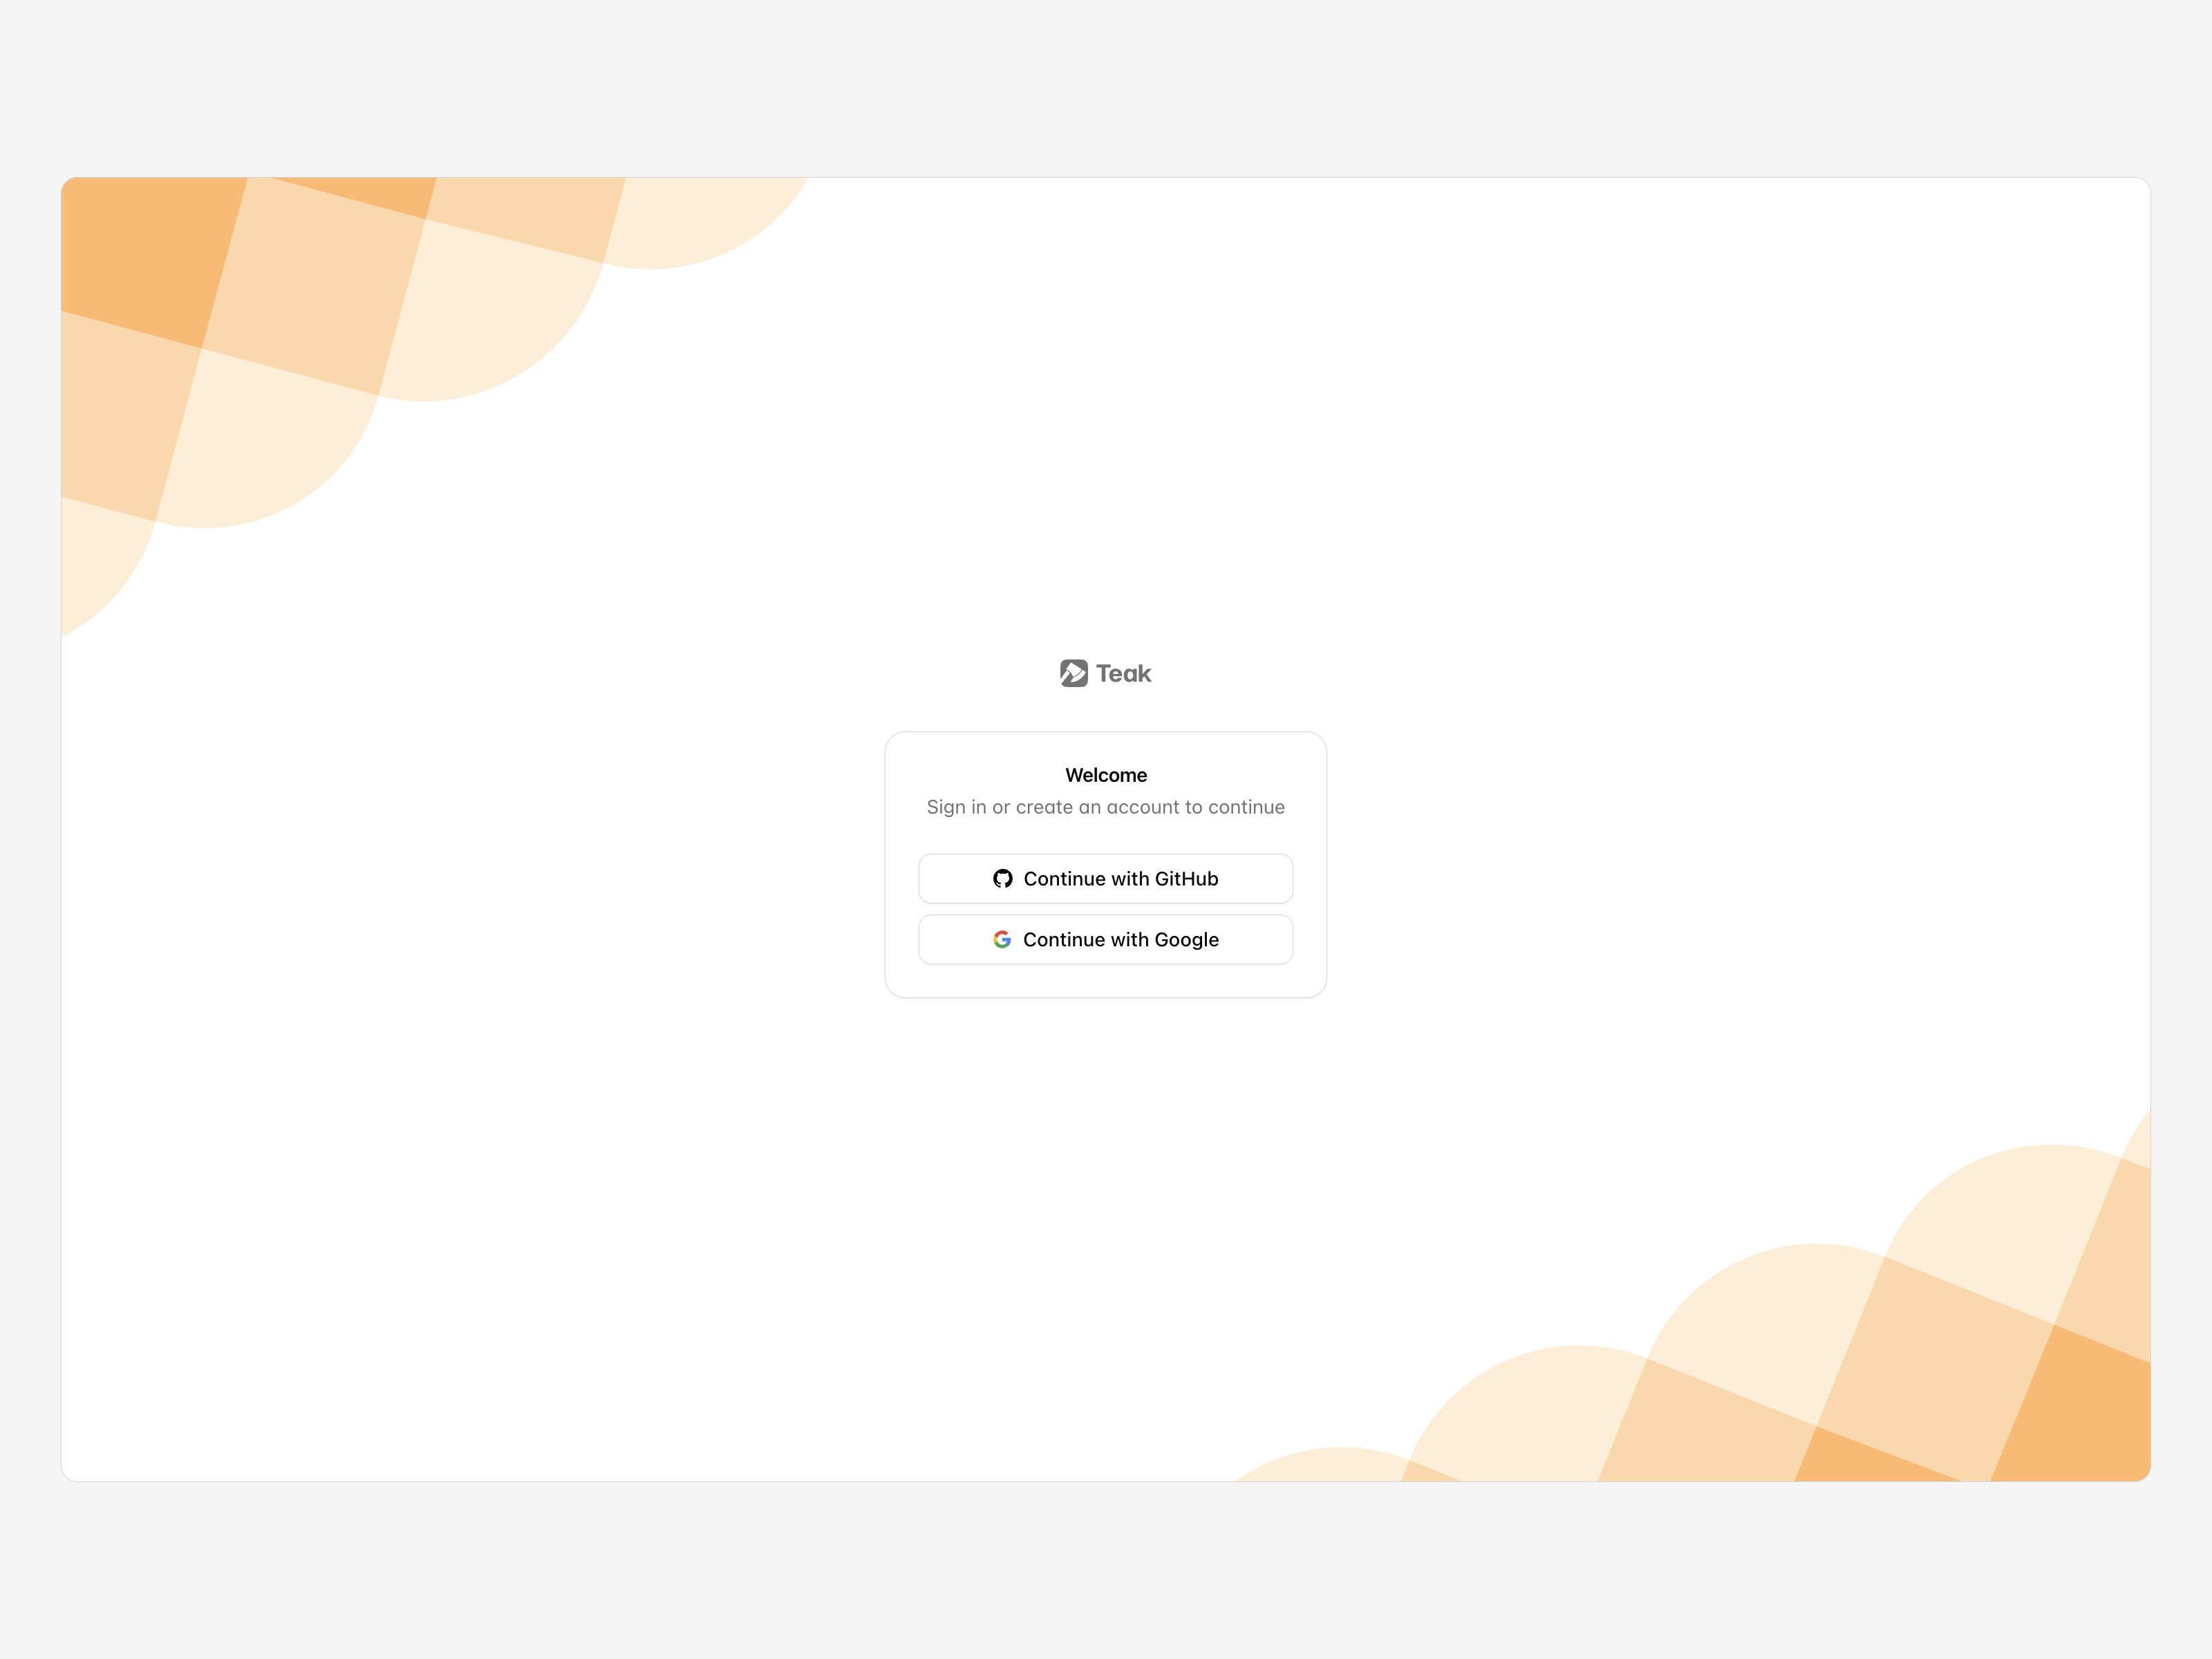 Teak
Welcome
Sign in or create an account to continue
Continue with GitHub
Continue with Google